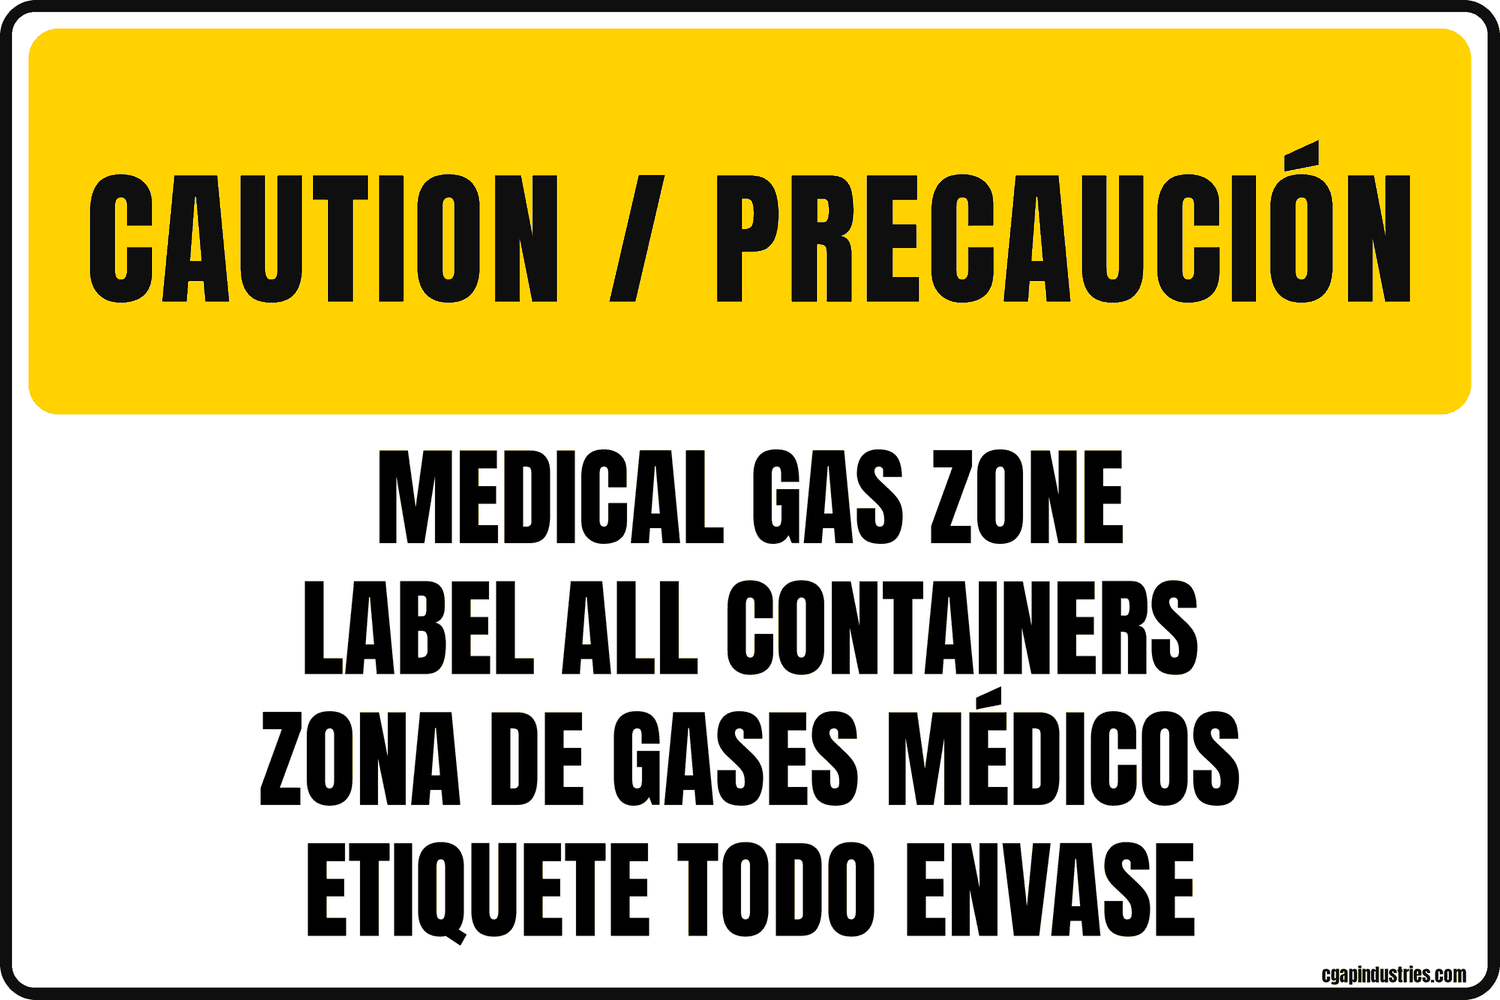 CAUTION / PRECAUCIÓN
MEDICAL GAS ZONE
LABEL ALL CONTAINERS
ZONA DE GASES MÉDICOS
ETIQUETE TODO ENVASE
cgapindustries.com